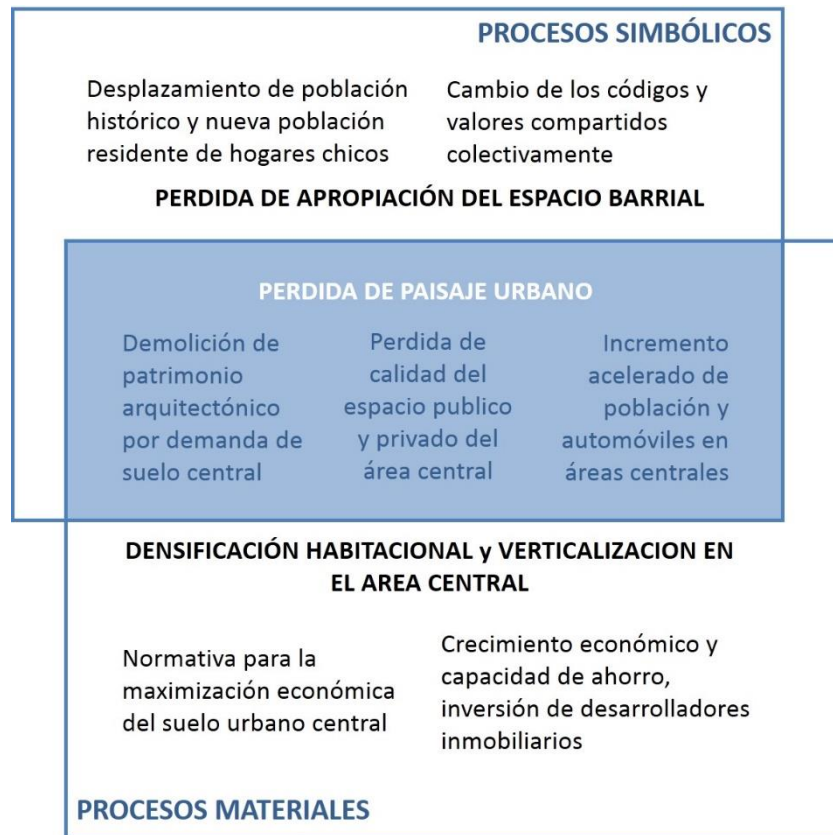 PROCESOS SIMBÓLICOS
Desplazamiento de población
histórico y nueva población
residente de hogares chicos
Cambio de los códigos y
valores compartidos
colectivamente
PERDIDA DE APROPIACIÓN DEL ESPACIO BARRIAL
PERDIDA DE PAISAJE URBANO
Demolición de
patrimonio
arquitectónico
por demanda de
suelo central
Perdida de
calidad del
espacio publico
y privado del
área central
Incremento
acelerado de
población y
automóviles en
áreas centrales
DENSIFICACIÓN HABITACIONAL y VERTICALIZACION EN
EL AREA CENTRAL
Normativa para la
maximización económica
del suelo urbano central
Crecimiento económico y
capacidad de ahorro,
inversión de desarrolladores
inmobiliarios
PROCESOS MATERIALES